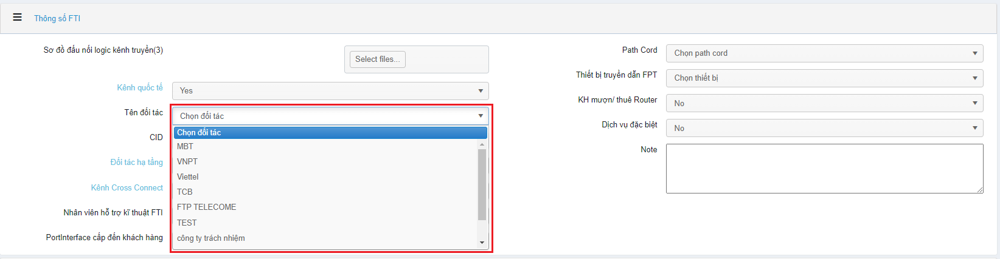 Thông số FTI
Sơ đồ đấu nối logic kênh truyền(3)
Select files...
Kênh quốc tế
Yes
Tên đối tác
Chọn đối tác
Chọn đối tác
MBT
VNPT
Viettel
TCB
FTP TELECOME
TEST
công ty trách nhiệm
CID
Đối tác hạ tầng
Kênh Cross Connect
Nhân viên hỗ trợ kĩ thuật FTI
PortInterface cấp đến khách hàng
Path Cord
Chọn path cord
Thiết bị truyền dẫn FPT
Chọn thiết bị
KH mượn/ thuê Router
No
Dịch vụ đặc biệt
No
Note